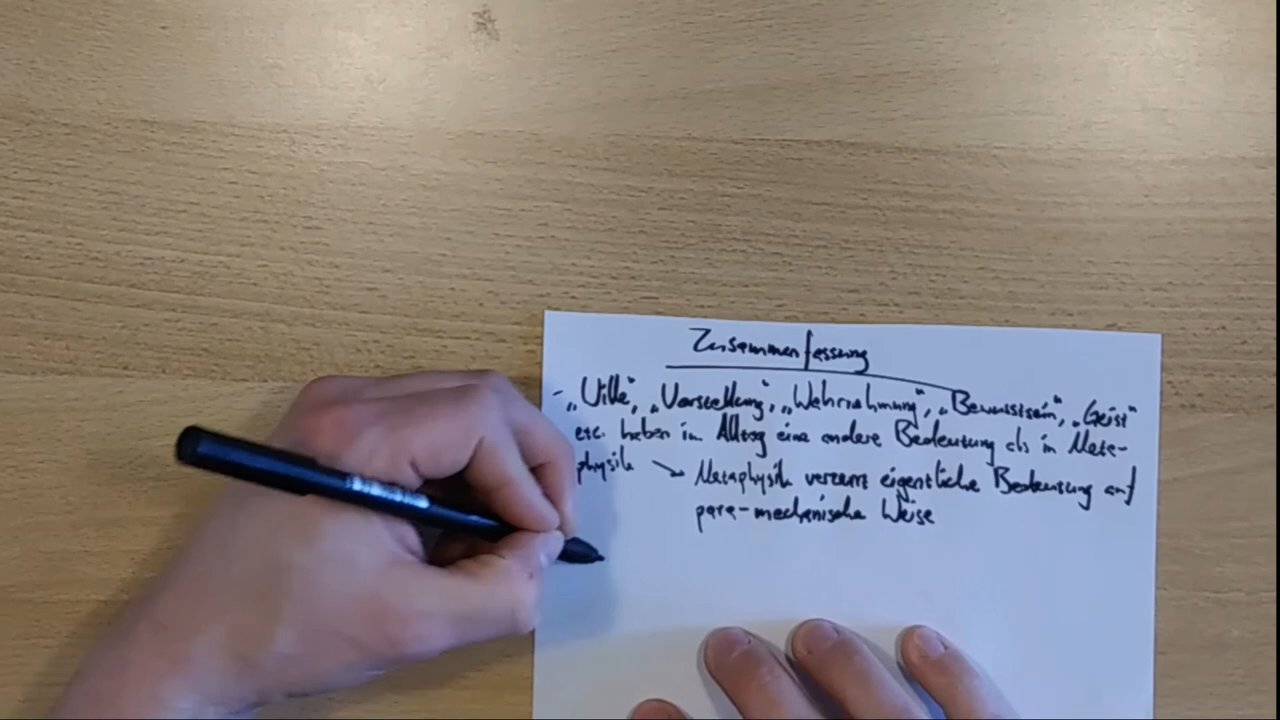 Zusammenfassung
- „Wille“, „Vorstellung“, „Wahrnehmung“, „Bewusstsein“, „Geist“
etc. haben im Alltag eine andere Bedeutung als in Meta-
physik → Metaphysik verzerrt eigentliche Bedeutung auf
para-mechanische Weise